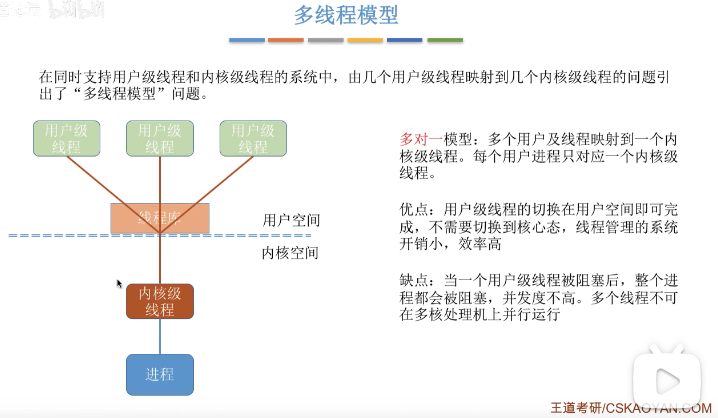 多线程模型
在同时支持用户级线程和内核级线程的系统中，由几个用户级线程映射到几个内核级线程的问题引
出了“多线程模型”问题。
用户级
线程
用户级
线程
用户级
线程
线程库
用户空间
内核空间
内核级
线程
进程
多对一模型：多个用户及线程映射到一个内
核级线程。每个用户进程只对应一个内核级
线程。
优点：用户级线程的切换在用户空间即可完
成，不需要切换到核心态，线程管理的系统
开销小，效率高
缺点：当一个用户级线程被阻塞后，整个进
程都会被阻塞，并发度不高。多个线程不可
在多核处理机上并行运行
王道考研/CSKAOYAN.COM